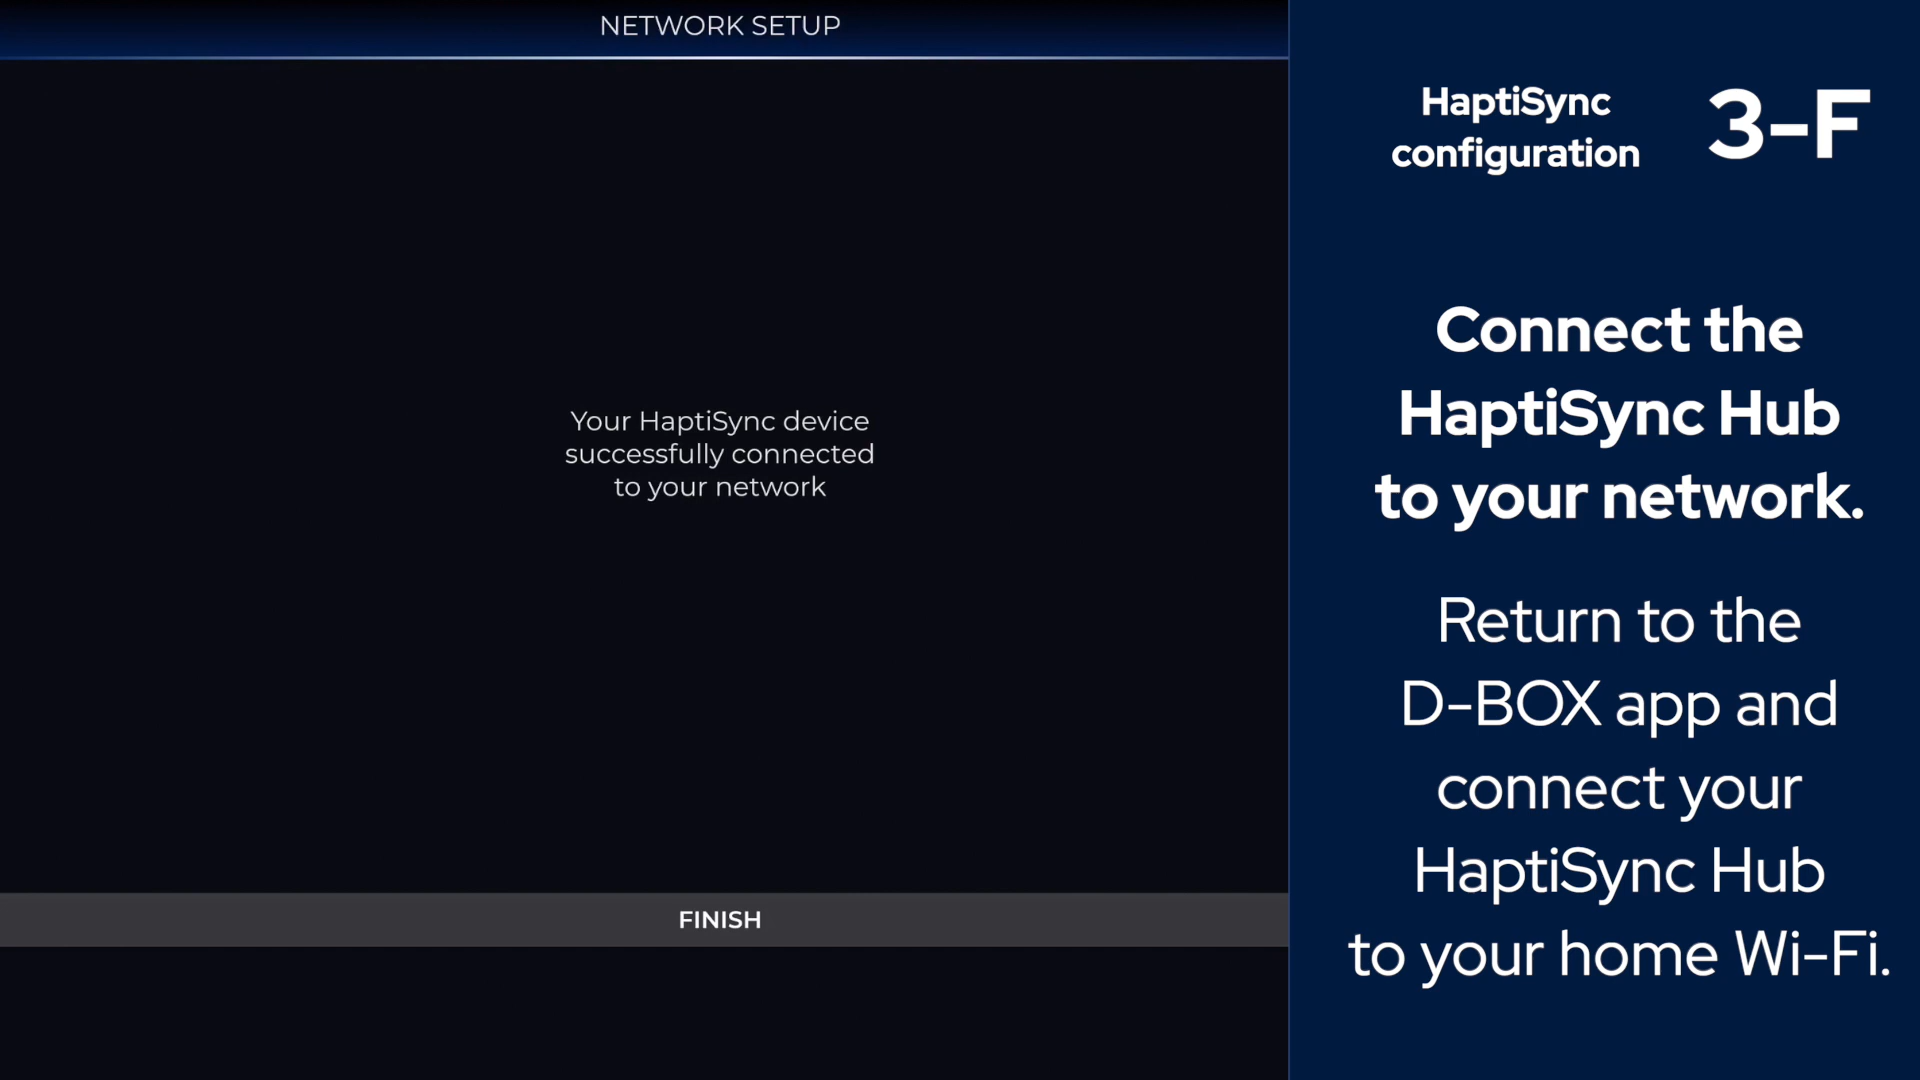 NETWORK SETUP
Your HaptiSync device
successfully connected
to your network
FINISH
HaptiSync
configuration
3-F
Connect the
HaptiSync Hub
to your network.
Return to the
D-BOX app and
connect your
HaptiSync Hub
to your home Wi-Fi.